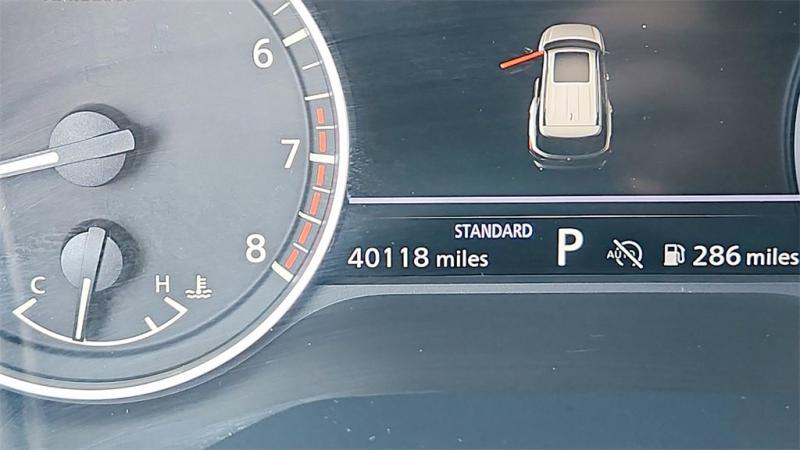 6
7
8
C H
STANDARD
40118 miles P AUTO 286 miles